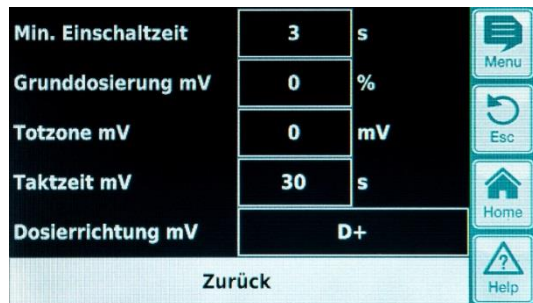 Min. Einschaltzeit 3 s
Menu
Grunddosierung mV 0 %
Totzone mV 0 mV
Esc
Taktzeit mV 30 s
Home
Dosierrichtung mV D+
Zurück
Help